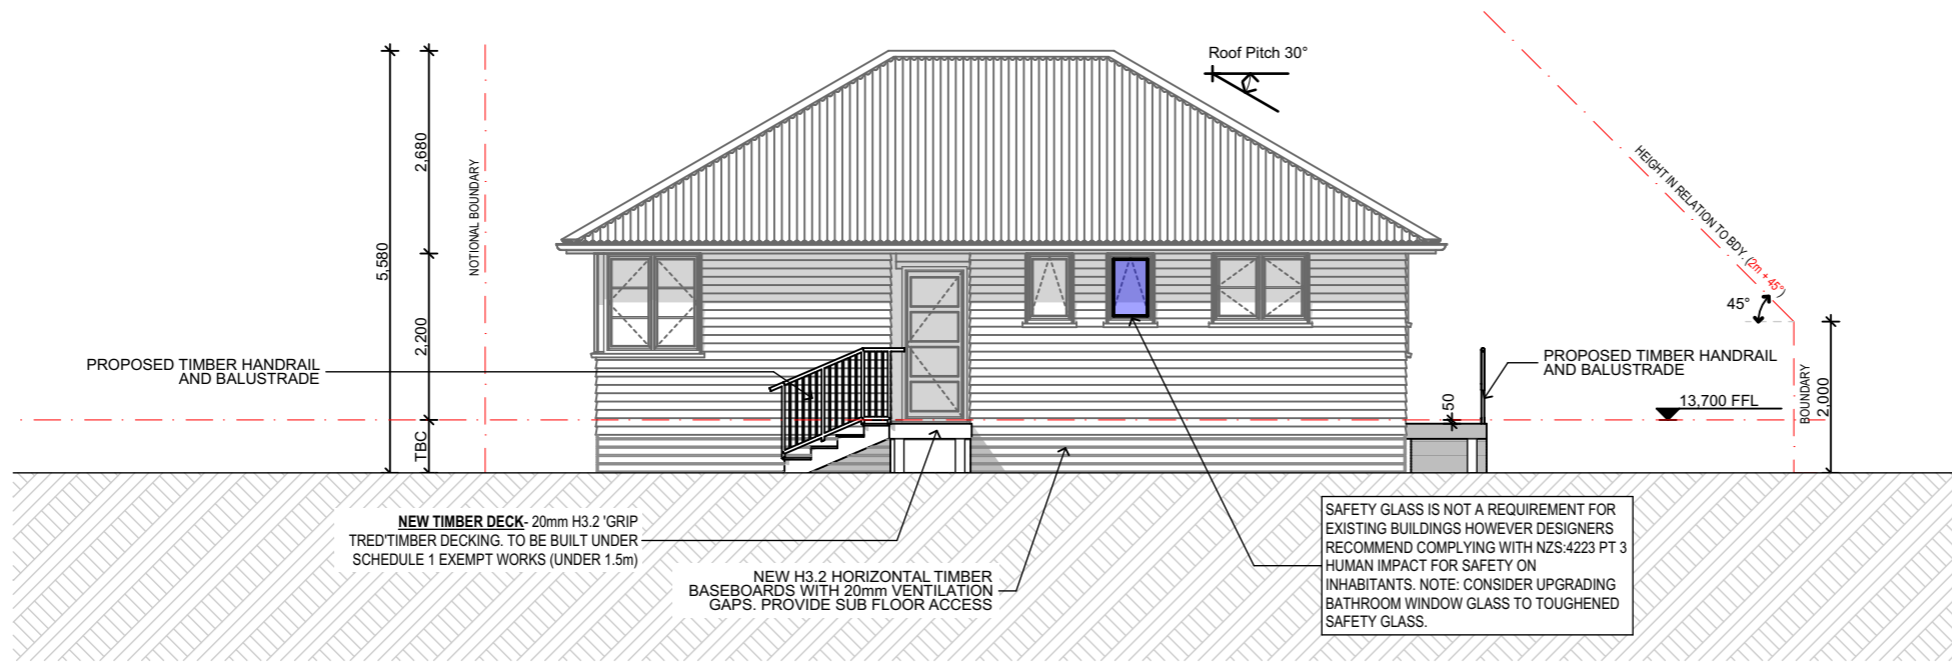 Roof Pitch 30°
5,580
2,680
2,200
TBC
NOTIONAL BOUNDARY
HEIGHT IN RELATION TO BDY. (2m + 45°)
45°
PROPOSED TIMBER HANDRAIL
AND BALUSTRADE
PROPOSED TIMBER HANDRAIL
AND BALUSTRADE
50
13,700 FFL
BOUNDARY
2,000
NEW TIMBER DECK- 20mm H3.2 'GRIP
TRED'TIMBER DECKING. TO BE BUILT UNDER
SCHEDULE 1 EXEMPT WORKS (UNDER 1.5m)
NEW H3.2 HORIZONTAL TIMBER
BASEBOARDS WITH 20mm VENTILATION
GAPS. PROVIDE SUB FLOOR ACCESS
SAFETY GLASS IS NOT A REQUIREMENT FOR
EXISTING BUILDINGS HOWEVER DESIGNERS
RECOMMEND COMPLYING WITH NZS:4223 PT 3
HUMAN IMPACT FOR SAFETY ON
INHABITANTS. NOTE: CONSIDER UPGRADING
BATHROOM WINDOW GLASS TO TOUGHENED
SAFETY GLASS.